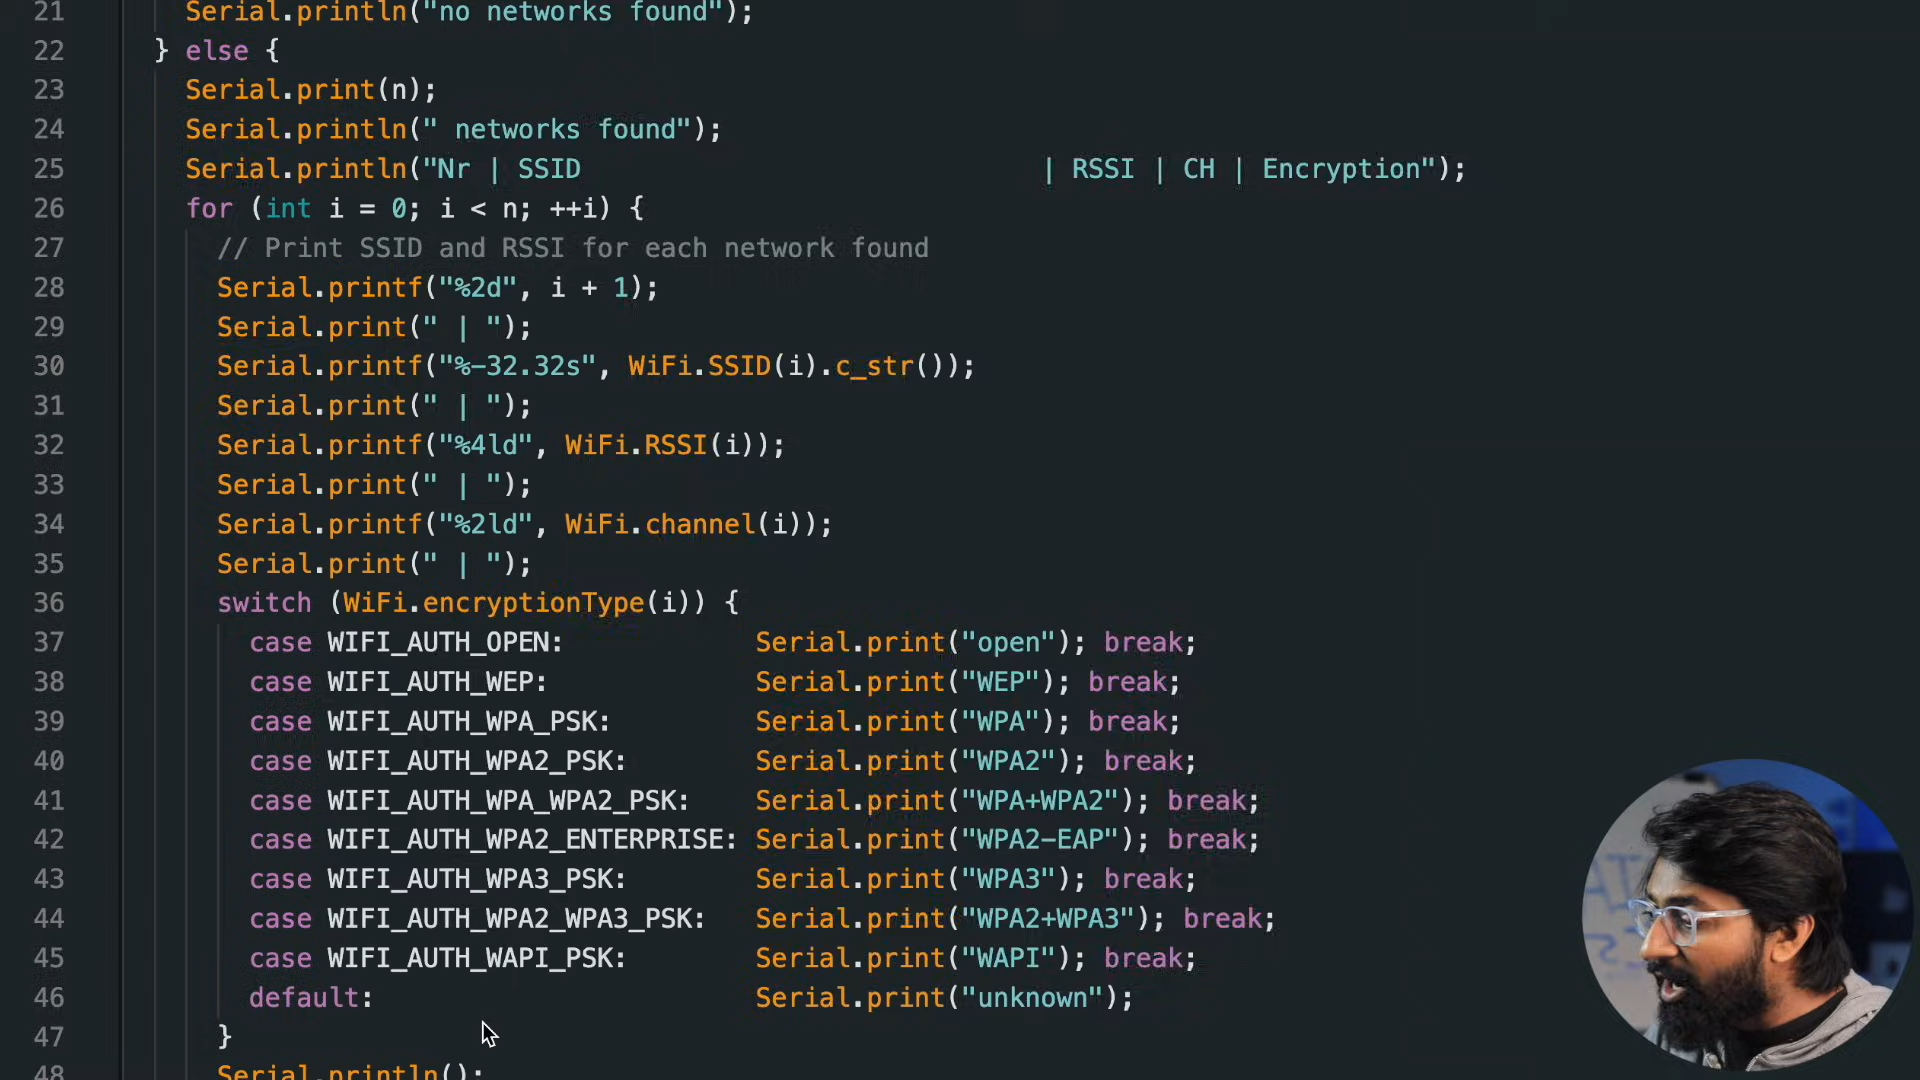 21 Serial.println("no networks found");
22 } else {
23 Serial.print(n);
24 Serial.println(" networks found");
25 Serial.println("Nr | SSID                             | RSSI | CH | Encryption");
26 for (int i = 0; i < n; ++i) {
27 // Print SSID and RSSI for each network found
28 Serial.printf("%2d", i + 1);
29 Serial.print(" | ");
30 Serial.printf("%-32.32s", WiFi.SSID(i).c_str());
31 Serial.print(" | ");
32 Serial.printf("%4ld", WiFi.RSSI(i));
33 Serial.print(" | ");
34 Serial.printf("%2ld", WiFi.channel(i));
35 Serial.print(" | ");
36 switch (WiFi.encryptionType(i)) {
37 case WIFI_AUTH_OPEN:            Serial.print("open"); break;
38 case WIFI_AUTH_WEP:             Serial.print("WEP"); break;
39 case WIFI_AUTH_WPA_PSK:         Serial.print("WPA"); break;
40 case WIFI_AUTH_WPA2_PSK:        Serial.print("WPA2"); break;
41 case WIFI_AUTH_WPA_WPA2_PSK:    Serial.print("WPA+WPA2"); break;
42 case WIFI_AUTH_WPA2_ENTERPRISE: Serial.print("WPA2-EAP"); break;
43 case WIFI_AUTH_WPA3_PSK:        Serial.print("WPA3"); break;
44 case WIFI_AUTH_WPA2_WPA3_PSK:   Serial.print("WPA2+WPA3"); break;
45 case WIFI_AUTH_WAPI_PSK:        Serial.print("WAPI"); break;
46 default:                        Serial.print("unknown");
47 }
48 Serial.println();